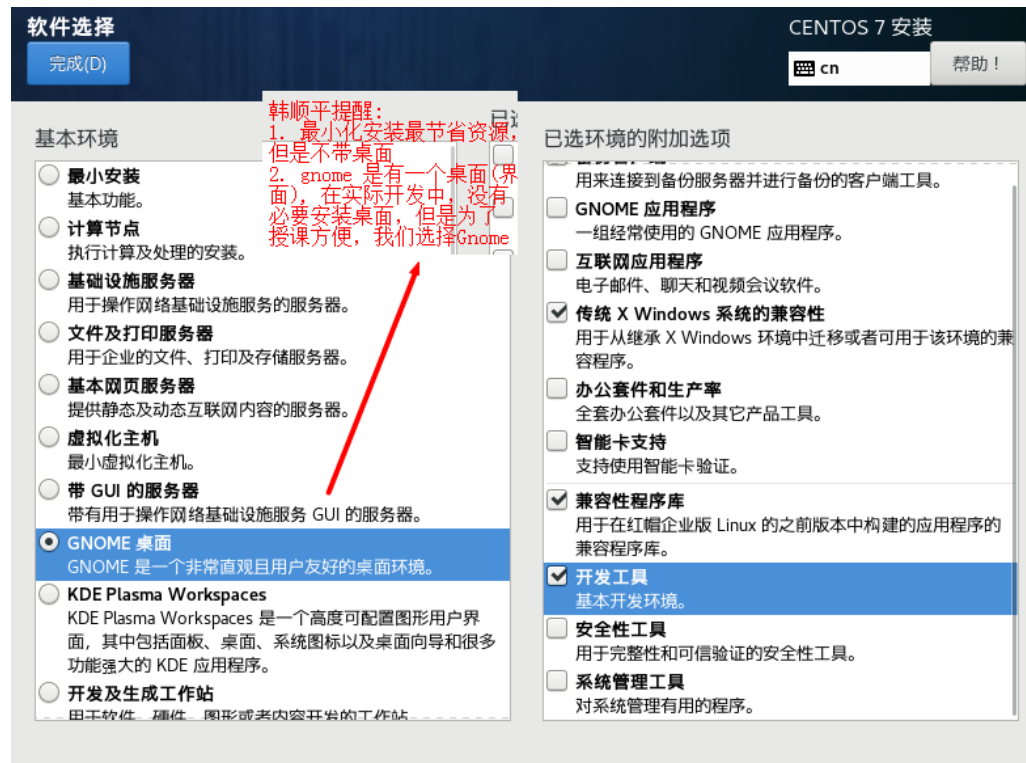 软件选择
完成(D)
CENTOS 7 安装
cn
帮助！
韩顺平提醒：
1. 最小化安装最节省资源，
但是不带桌面
2. gnome 是有一个桌面(界
面)，在实际开发中，没有
必要安装桌面，但是为了
授课方便，我们选择Gnome
基本环境
最小安装
基本功能。
计算节点
执行计算及处理的安装。
基础设施服务器
用于操作网络基础设施服务的服务器。
文件及打印服务器
用于企业的文件、打印及存储服务器。
基本网页服务器
提供静态及动态互联网内容的服务器。
虚拟化主机
最小虚拟化主机。
带 GUI 的服务器
带有用于操作网络基础设施服务 GUI 的服务器。
GNOME 桌面
GNOME 是一个非常直观且用户友好的桌面环境。
KDE Plasma Workspaces
KDE Plasma Workspaces 是一个高度可配置图形用户界
面，其中包括面板、桌面、系统图标以及桌面向导和很多
功能强大的 KDE 应用程序。
开发及生成工作站
用于软件、硬件、图形或者内容开发的工作站
已选环境的附加选项
用来连接到备份服务器并进行备份的客户端工具。
GNOME 应用程序
一组经常使用的 GNOME 应用程序。
互联网应用程序
电子邮件、聊天和视频会议软件。
传统 X Windows 系统的兼容性
用于从继承 X Windows 环境中迁移或者可用于该环境的兼
容程序。
办公套件和生产率
全套办公套件以及其它产品工具。
智能卡支持
支持使用智能卡验证。
兼容性程序库
用于在红帽企业版 Linux 的之前版本中构建的应用程序的
兼容程序库。
开发工具
基本开发环境。
安全性工具
用于完整性和可信验证的安全性工具。
系统管理工具
对系统管理有用的程序。